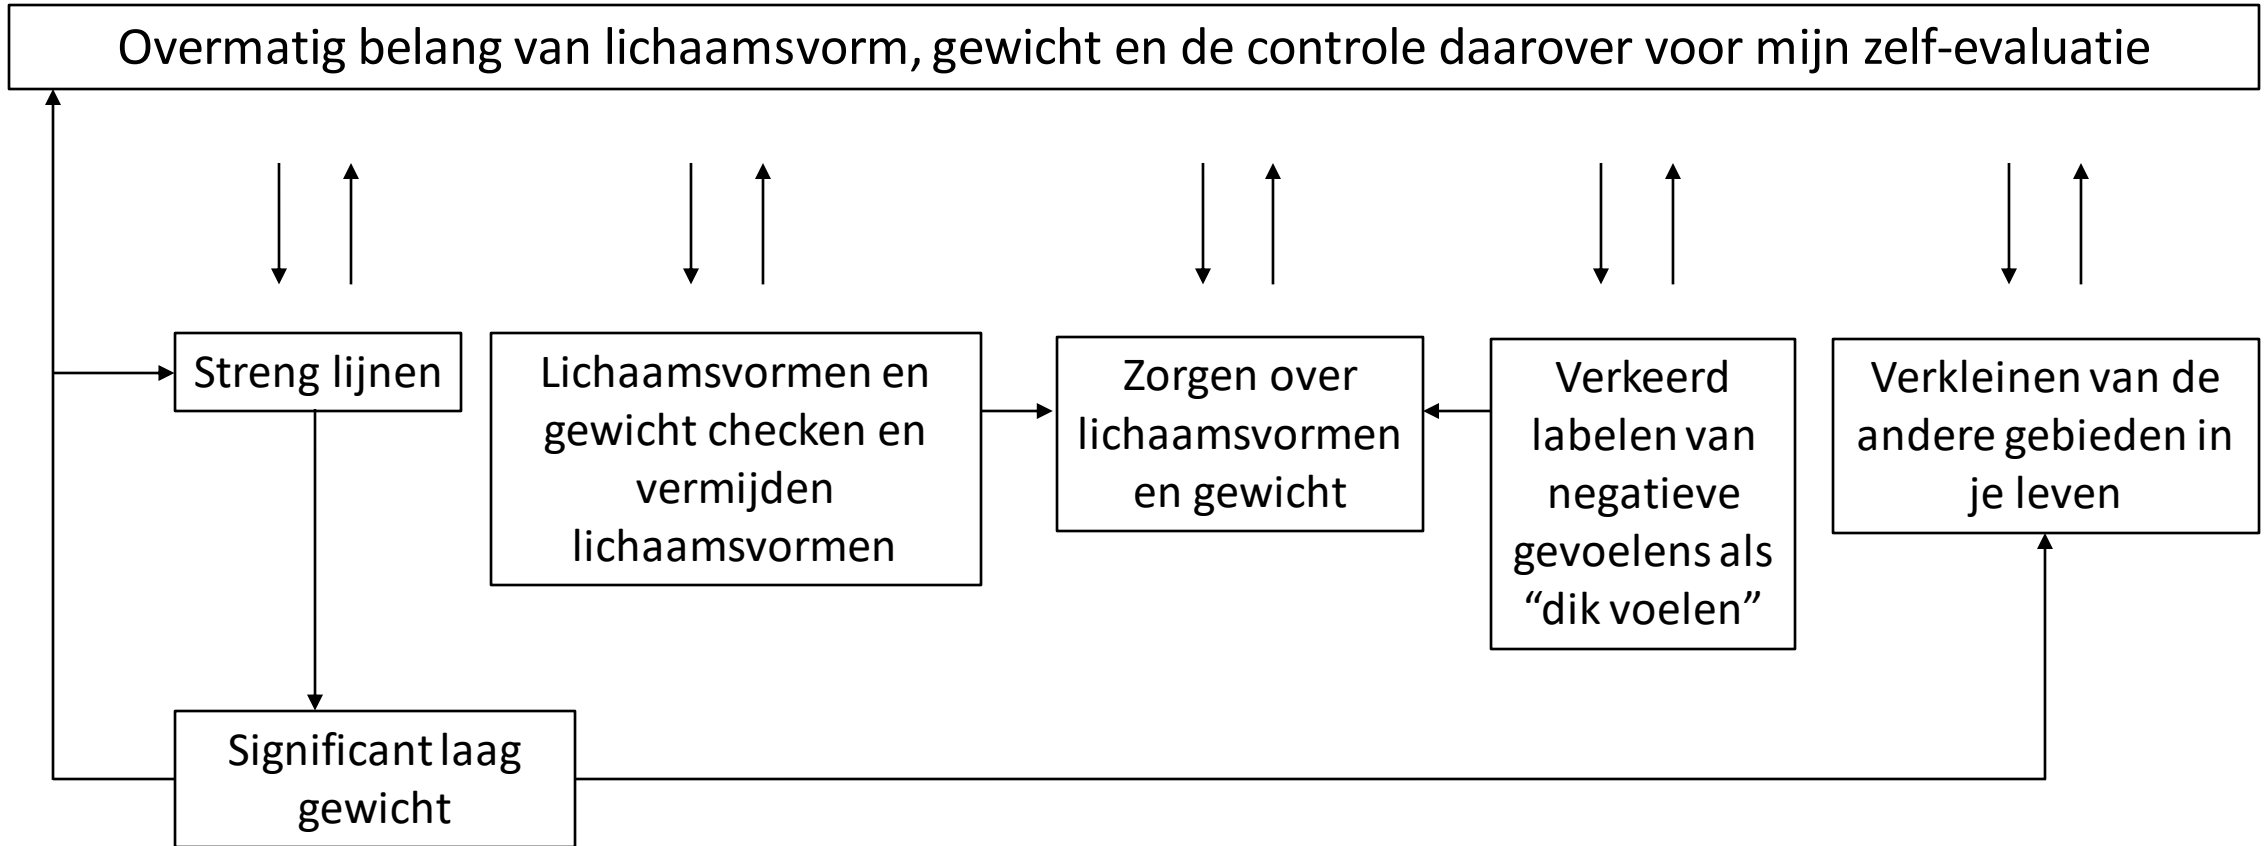 Overmatig belang van lichaamsvorm, gewicht en de controle daarover voor mijn zelf-evaluatie
Streng lijnen
Lichaamsvormen en
gewicht checken en
vermijden
lichaamsvormen
Zorgen over
lichaamsvormen
en gewicht
Verkeerd
labelen van
negatieve
gevoelens als
“dik voelen”
Verkleinen van de
andere gebieden in
je leven
Significant laag
gewicht